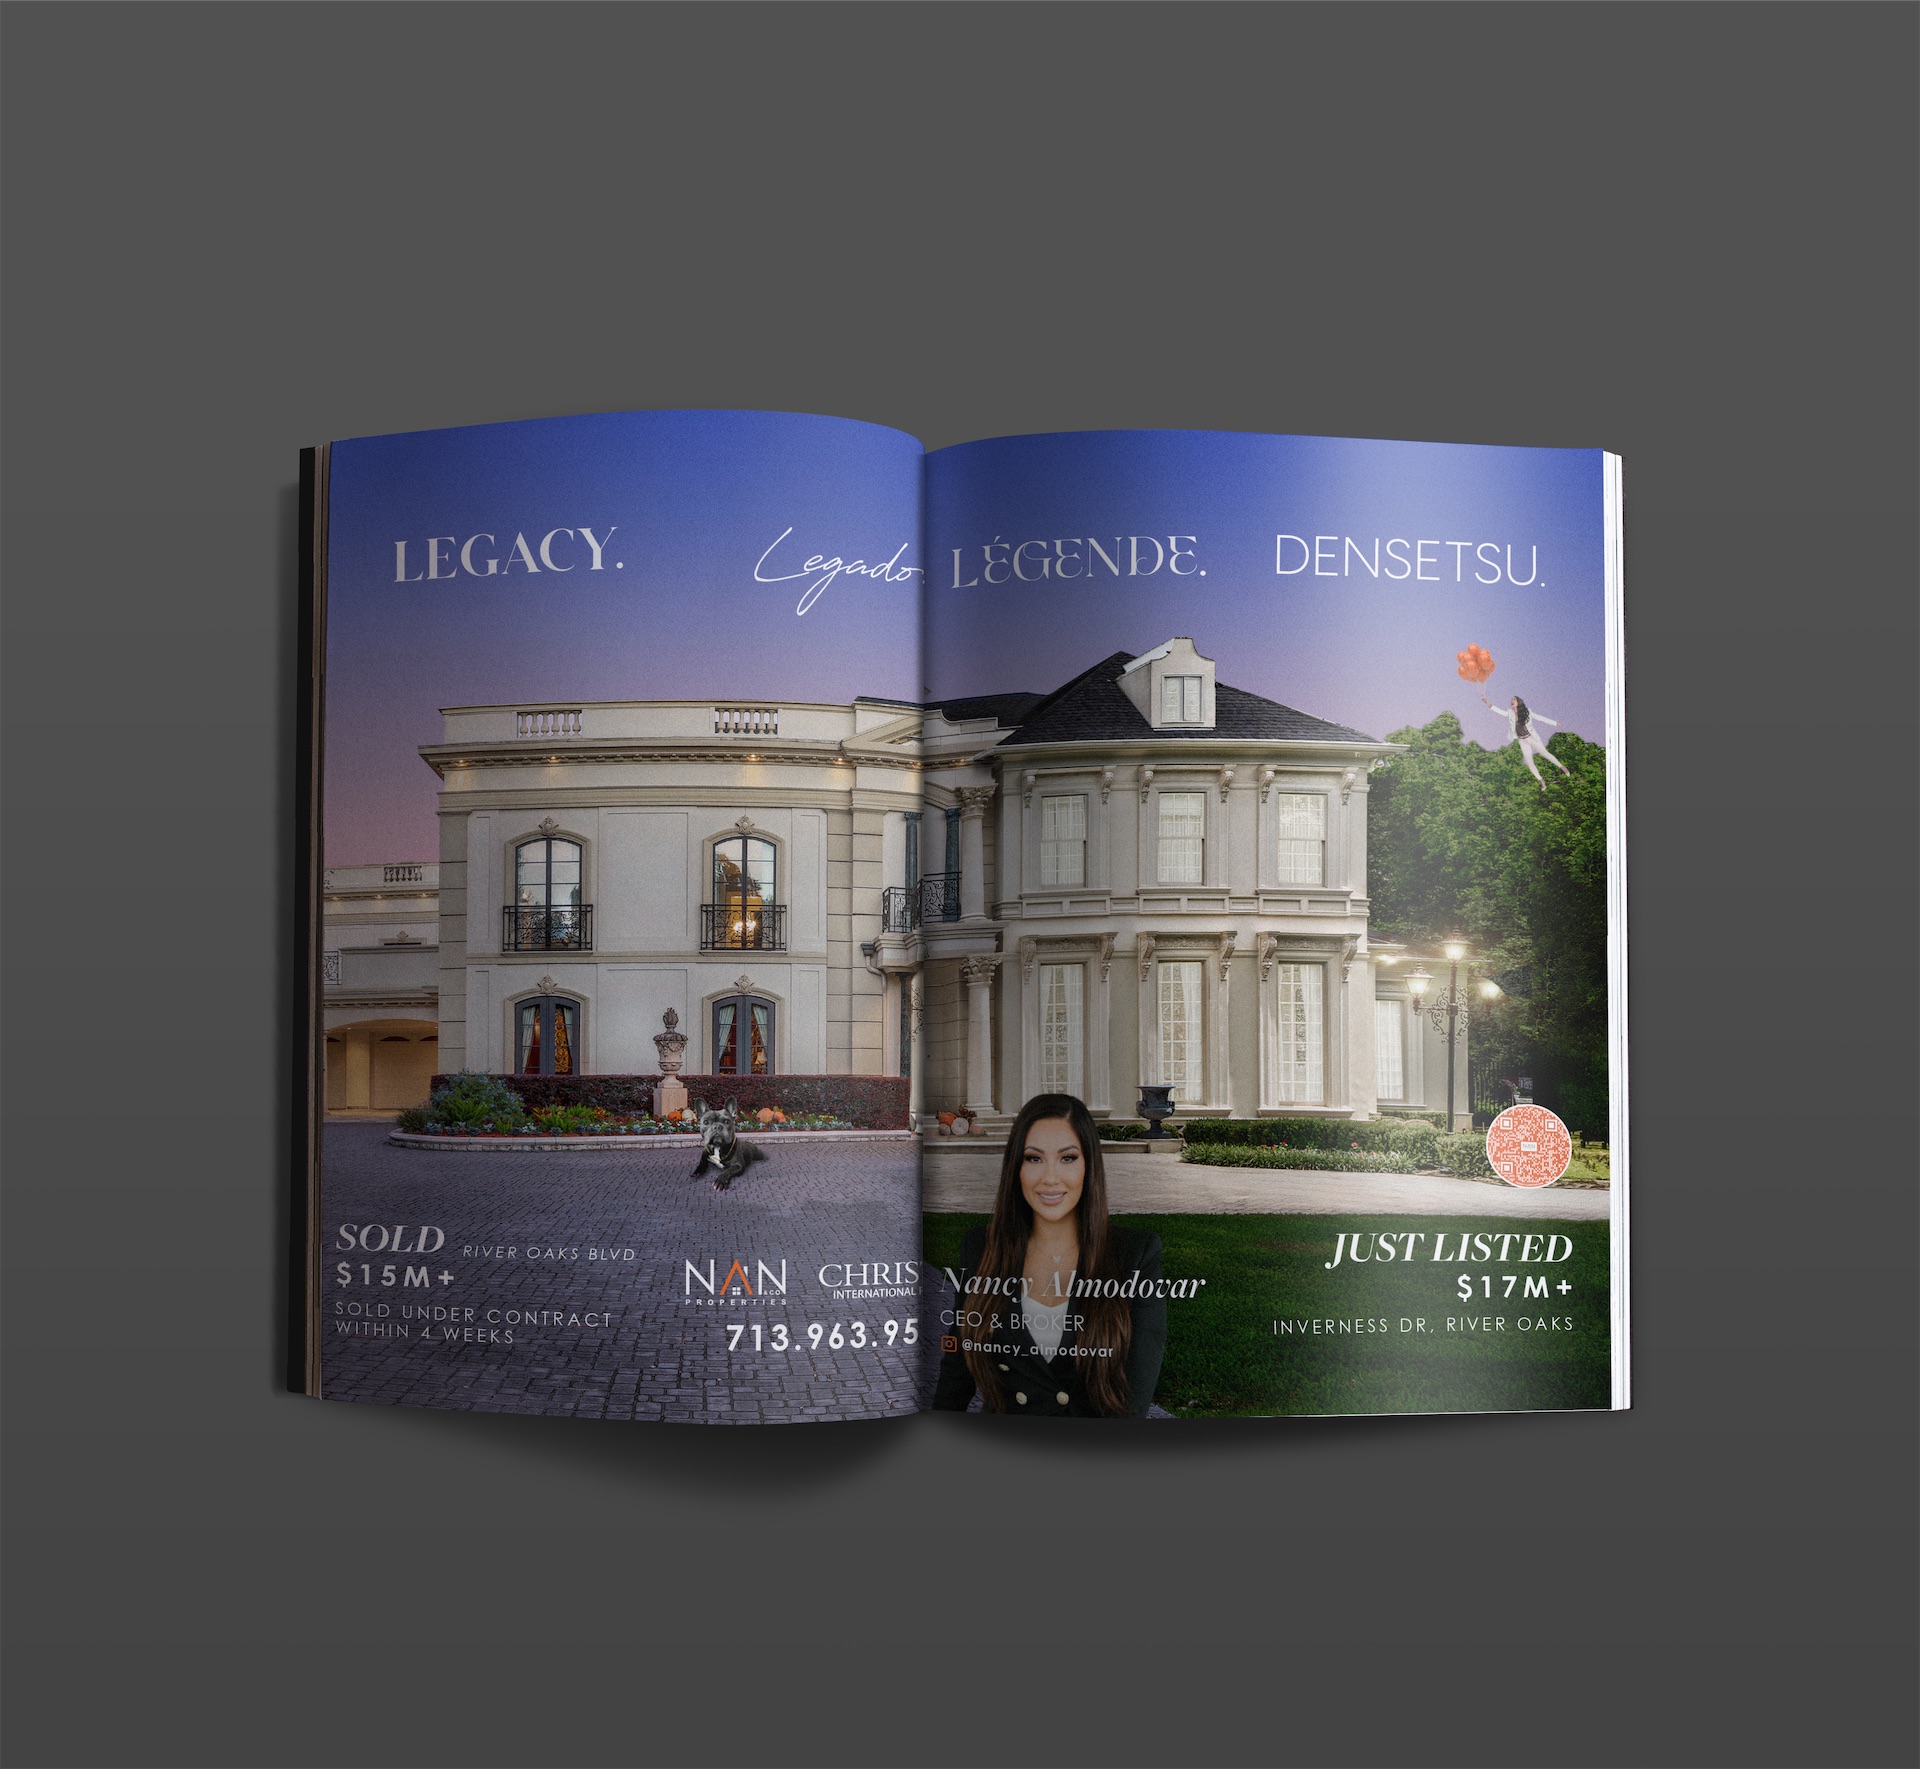 LEGACY.
Legado.
LÉGENDE.
DENSETSU.
SOLD RIVER OAKS BLVD
$15M+
SOLD UNDER CONTRACT
WITHIN 4 WEEKS
NAN
&CO
PROPERTIES
CHRIS
INTERNATIONAL
713.963.95
Nancy Almodovar
CEO & BROKER
@nancy_almodovar
JUST LISTED
$17M+
INVERNESS DR, RIVER OAKS